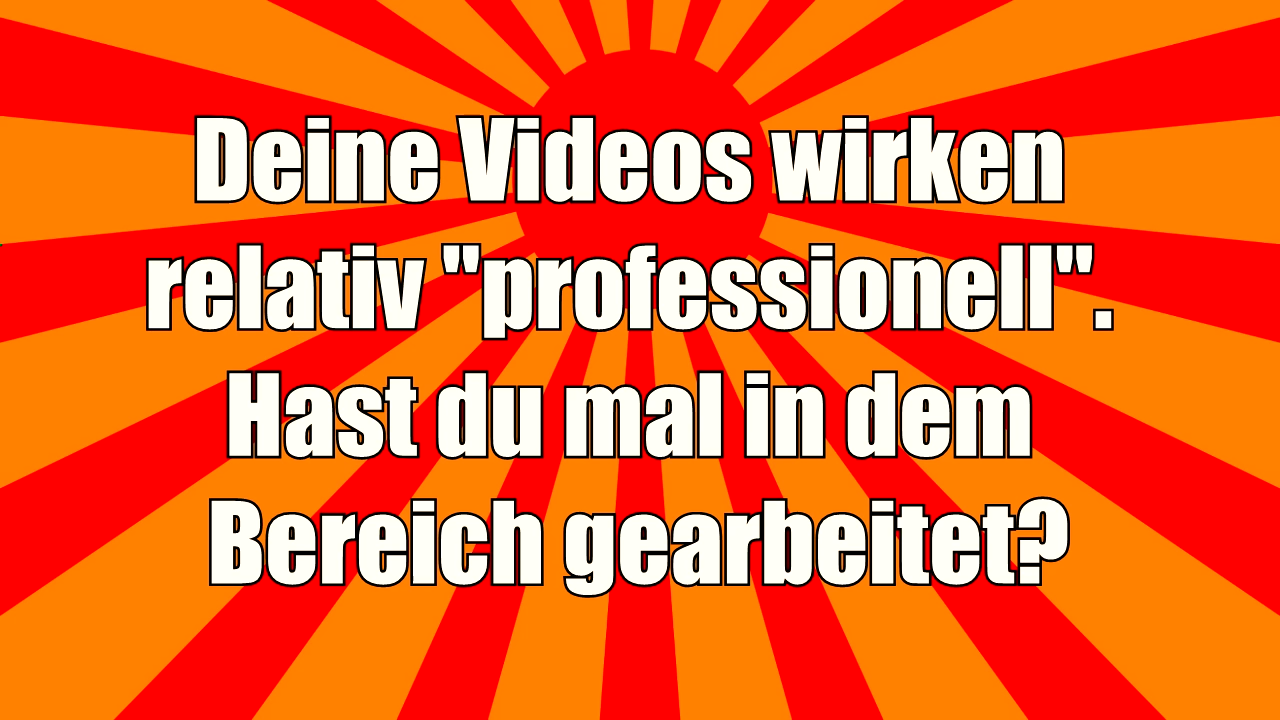 Deine Videos wirken
relativ "professionell".
Hast du mal in dem
Bereich gearbeitet?